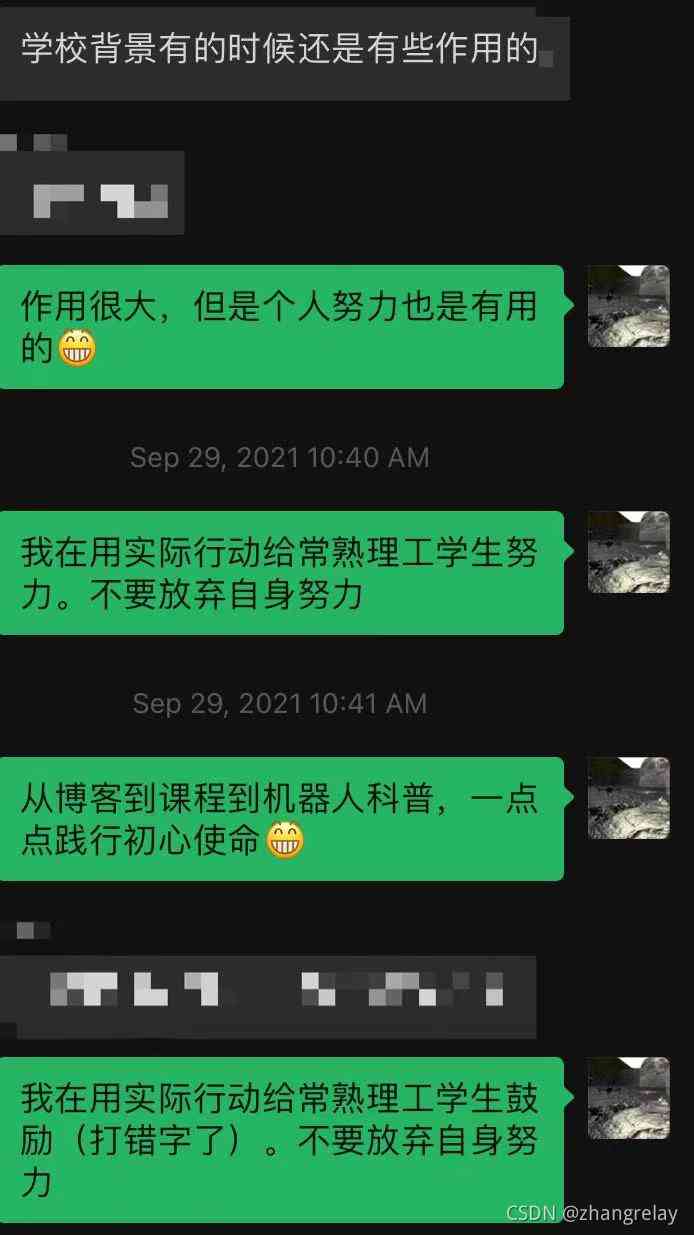 学校背景有的时候还是有些作用的
作用很大，但是个人努力也是有用
的😁
Sep 29, 2021 10:40 AM
我在用实际行动给常熟理工学生努
力。不要放弃自身努力
Sep 29, 2021 10:41 AM
从博客到课程到机器人科普，一点
点践行初心使命😁
我在用实际行动给常熟理工学生鼓
励（打错字了）。不要放弃自身努
力
CSDN @zhangrelay